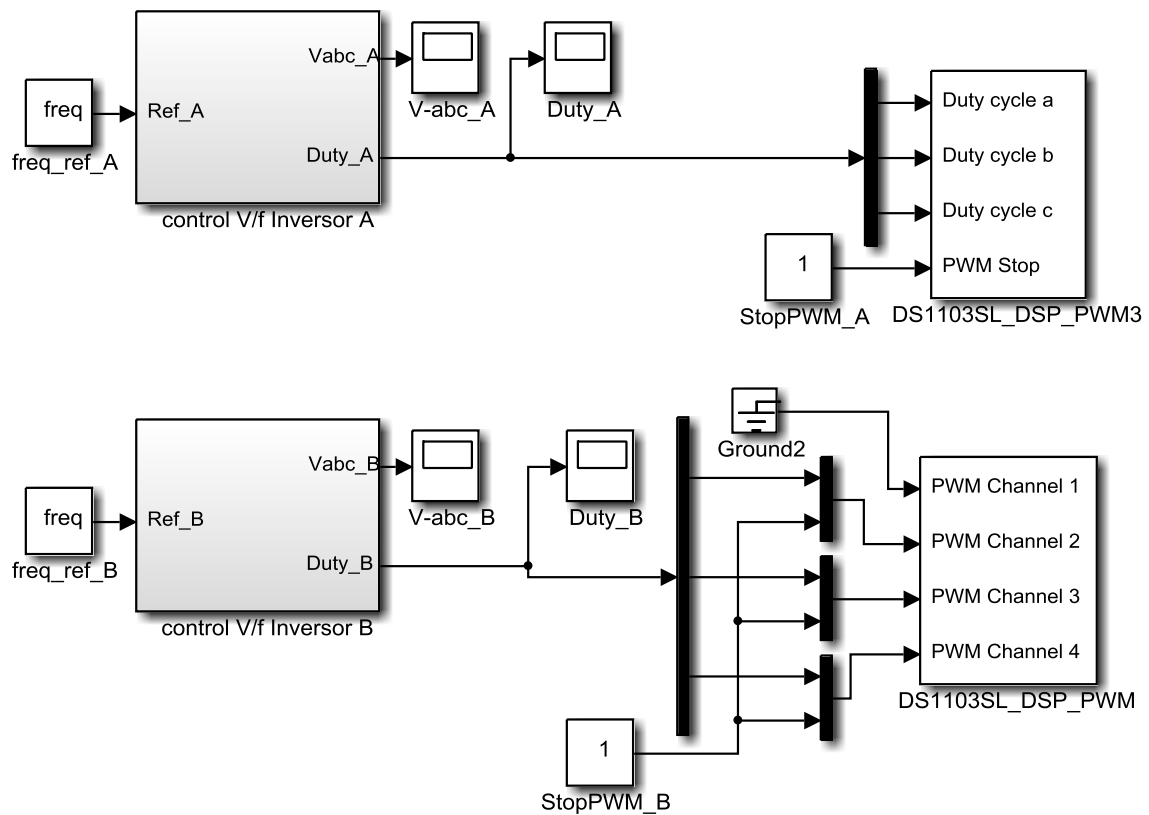 Vabc_A
freq
Ref_A
V-abc_A
Duty_A
Duty cycle a
freq_ref_A
Duty_A
Duty cycle b
control V/f Inversor A
Duty cycle c
1
PWM Stop
StopPWM_A
DS1103SL_DSP_PWM3
Ground2
Vabc_B
PWM Channel 1
freq
Ref_B
V-abc_B
Duty_B
PWM Channel 2
freq_ref_B
Duty_B
PWM Channel 3
control V/f Inversor B
PWM Channel 4
DS1103SL_DSP_PWM
1
StopPWM_B